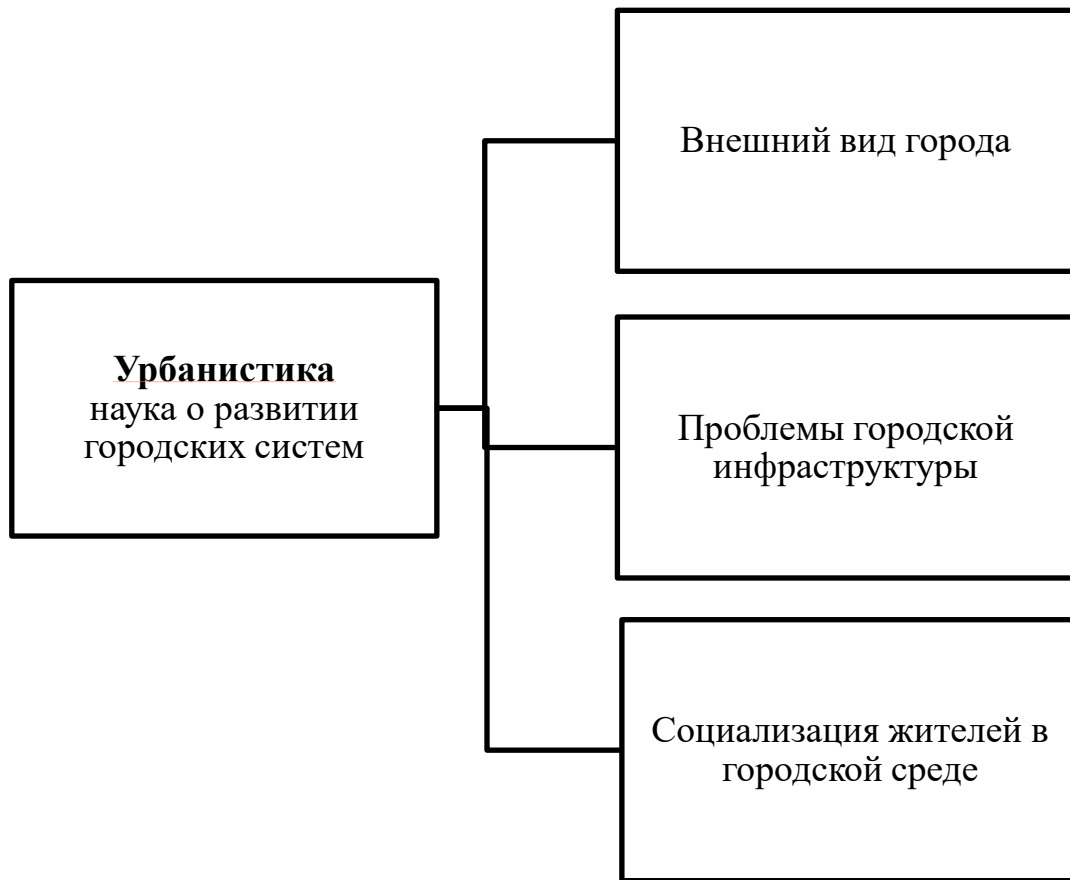 Внешний вид города
Урбанистика
наука о развитии
городских систем
Проблемы городской
инфраструктуры
Социализация жителей в
городской среде